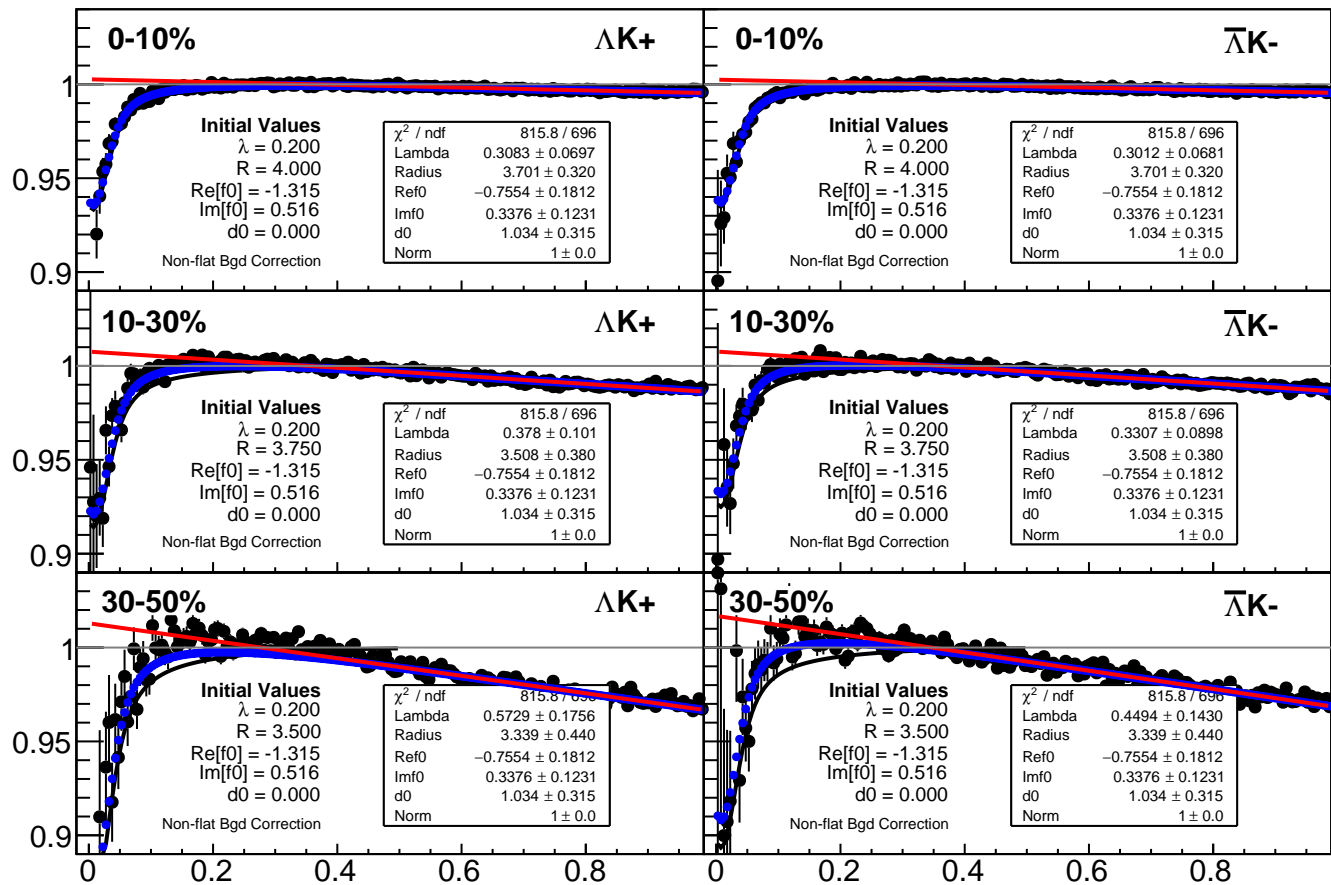 0-10%
ΛK+
1
0.95
0.9
Initial Values
λ = 0.200
R = 4.000
Re[f0] = -1.315
Im[f0] = 0.516
d0 = 0.000
Non-flat Bgd Correction
χ² / ndf 815.8 / 696
Lambda 0.3083 ± 0.0697
Radius 3.701 ± 0.320
Ref0 −0.7554 ± 0.1812
Imf0 0.3376 ± 0.1231
d0 1.034 ± 0.315
Norm 1 ± 0.0
0-10%
Λ̅K-
Initial Values
λ = 0.200
R = 4.000
Re[f0] = -1.315
Im[f0] = 0.516
d0 = 0.000
Non-flat Bgd Correction
χ² / ndf 815.8 / 696
Lambda 0.3012 ± 0.0681
Radius 3.701 ± 0.320
Ref0 −0.7554 ± 0.1812
Imf0 0.3376 ± 0.1231
d0 1.034 ± 0.315
Norm 1 ± 0.0
10-30%
ΛK+
1
0.95
0.9
Initial Values
λ = 0.200
R = 3.750
Re[f0] = -1.315
Im[f0] = 0.516
d0 = 0.000
Non-flat Bgd Correction
χ² / ndf 815.8 / 696
Lambda 0.378 ± 0.101
Radius 3.508 ± 0.380
Ref0 −0.7554 ± 0.1812
Imf0 0.3376 ± 0.1231
d0 1.034 ± 0.315
Norm 1 ± 0.0
10-30%
Λ̅K-
Initial Values
λ = 0.200
R = 3.750
Re[f0] = -1.315
Im[f0] = 0.516
d0 = 0.000
Non-flat Bgd Correction
χ² / ndf 815.8 / 696
Lambda 0.3307 ± 0.0898
Radius 3.508 ± 0.380
Ref0 −0.7554 ± 0.1812
Imf0 0.3376 ± 0.1231
d0 1.034 ± 0.315
Norm 1 ± 0.0
30-50%
ΛK+
1
0.95
0.9
Initial Values
λ = 0.200
R = 3.500
Re[f0] = -1.315
Im[f0] = 0.516
d0 = 0.000
Non-flat Bgd Correction
χ² / ndf 815.8 / 696
Lambda 0.5729 ± 0.1756
Radius 3.339 ± 0.440
Ref0 −0.7554 ± 0.1812
Imf0 0.3376 ± 0.1231
d0 1.034 ± 0.315
Norm 1 ± 0.0
30-50%
Λ̅K-
Initial Values
λ = 0.200
R = 3.500
Re[f0] = -1.315
Im[f0] = 0.516
d0 = 0.000
Non-flat Bgd Correction
χ² / ndf 815.8 / 696
Lambda 0.4494 ± 0.1430
Radius 3.339 ± 0.440
Ref0 −0.7554 ± 0.1812
Imf0 0.3376 ± 0.1231
d0 1.034 ± 0.315
Norm 1 ± 0.0
0 0.2 0.4 0.6 0.8
0 0.2 0.4 0.6 0.8